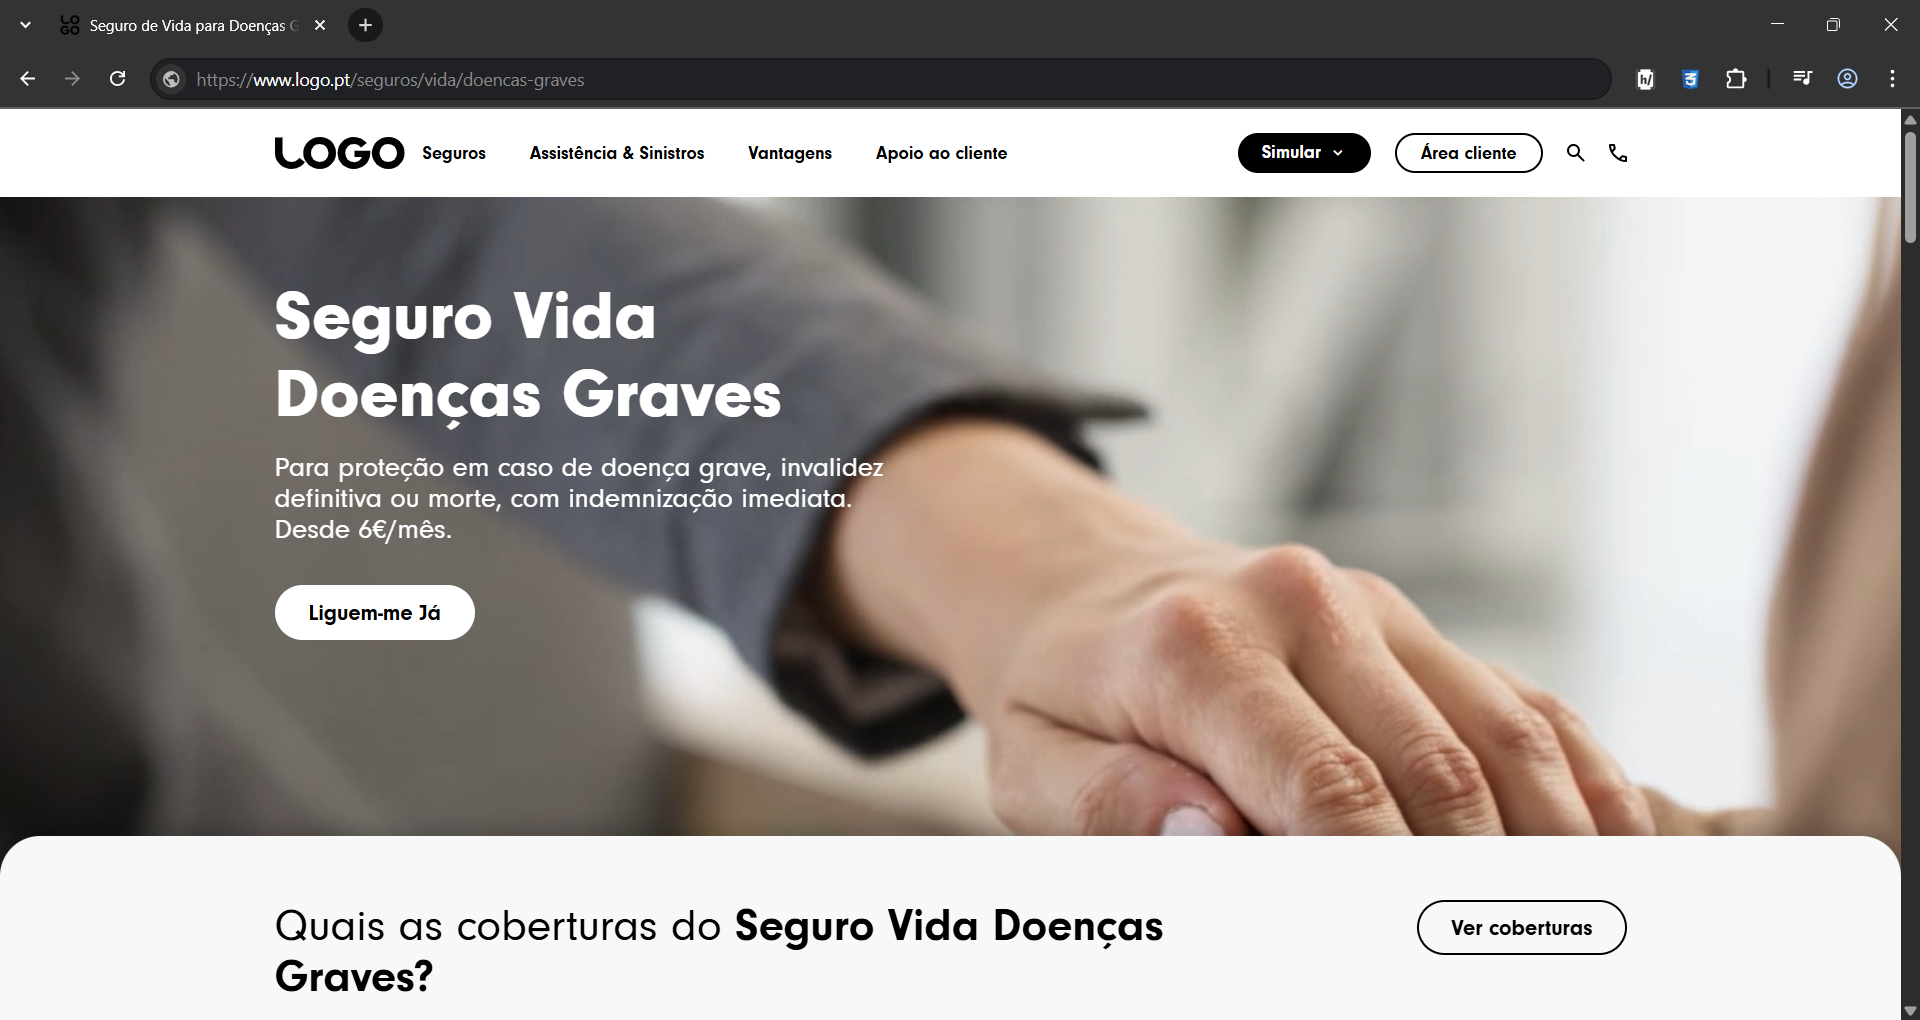 Seguro de Vida para Doenças G
https://www.logo.pt/seguros/vida/doencas-graves
LOGO Seguros Assistência & Sinistros Vantagens Apoio ao cliente Simular Área cliente
Seguro Vida
Doenças Graves
Para proteção em caso de doença grave, invalidez
definitiva ou morte, com indemnização imediata.
Desde 6€/mês.
Liguem-me Já
Quais as coberturas do Seguro Vida Doenças
Graves?
Ver coberturas